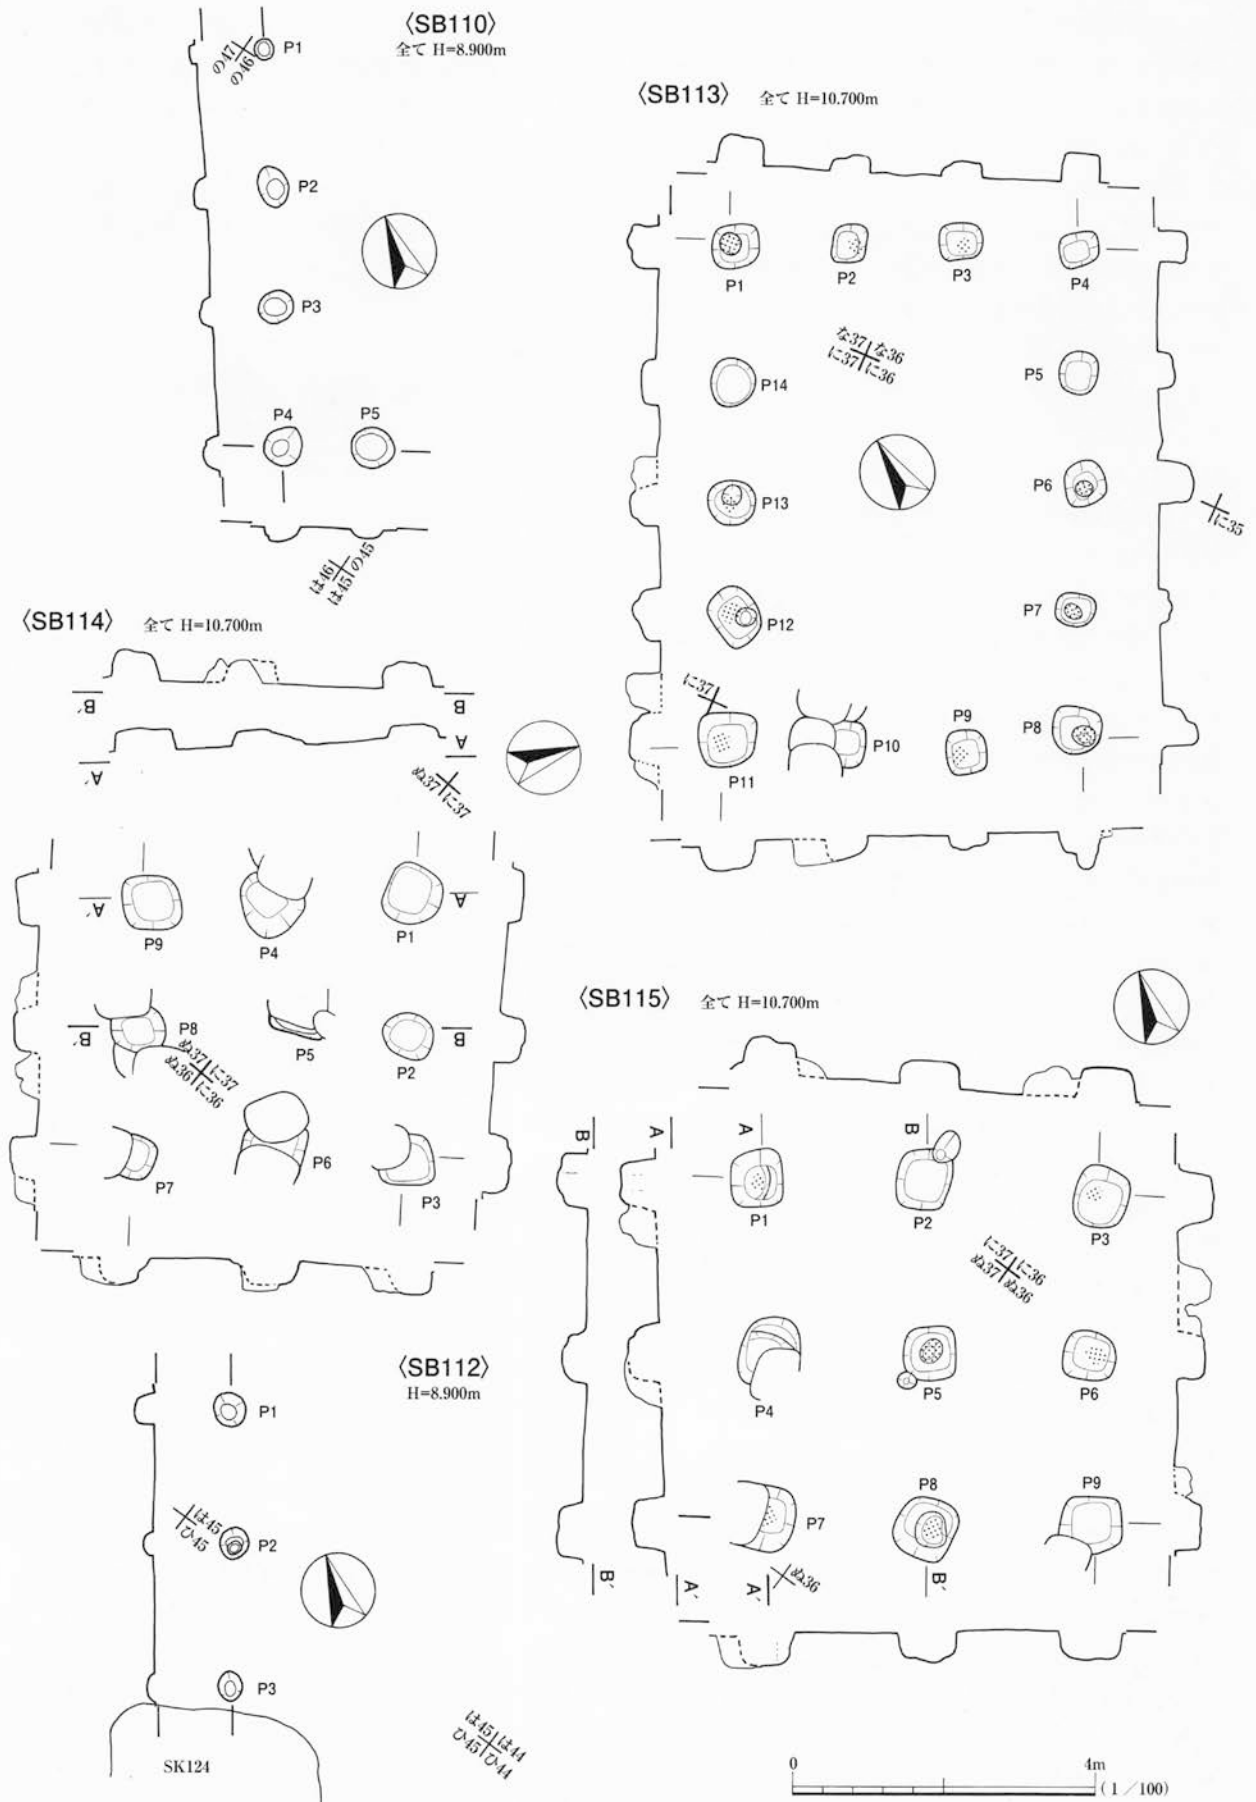 〈SB110〉
全て H=8.900m
の47
の46
P1
P2
P3
P4
P5
は46
は45 の45
〈SB113〉 全て H=10.700m
P1
P2
P3
P4
な37 な36
に37 に36
P14
P5
P13
P6
に35
P12
P7
に37
P11
P10
P9
P8
〈SB114〉 全て H=10.700m
B´
B
A´
A
ぬ37
に37
A´
A
P9
P4
P1
B´
B
P8
P5
P2
ぬ37 に37
ぬ36 に36
P7
P6
P3
〈SB115〉 全て H=10.700m
B
A
A
B
P1
P2
P3
に37 に36
ぬ37 ぬ36
P4
P5
P6
P7
P8
P9
ぬ36
B´
A´
A´
B´
〈SB112〉
H=8.900m
P1
は45
ひ45
P2
P3
SK124
は45 は44
ひ45 ひ44
0
4m
(1/100)